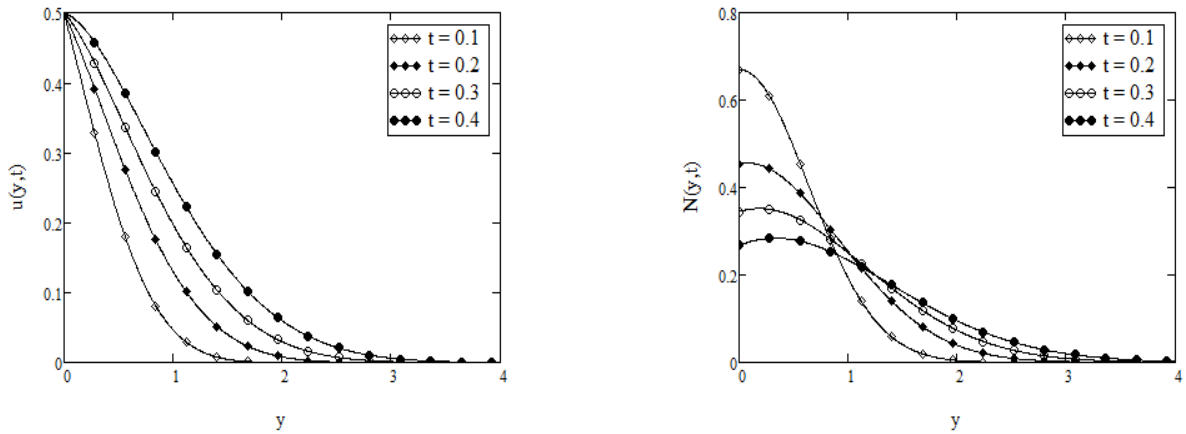 0.5
0.4
0.3
0.2
0.1
0
u(y,t)
0
1
2
3
4
y
t = 0.1
t = 0.2
t = 0.3
t = 0.4
0.8
0.6
0.4
0.2
0
N(y,t)
0
1
2
3
4
y
t = 0.1
t = 0.2
t = 0.3
t = 0.4